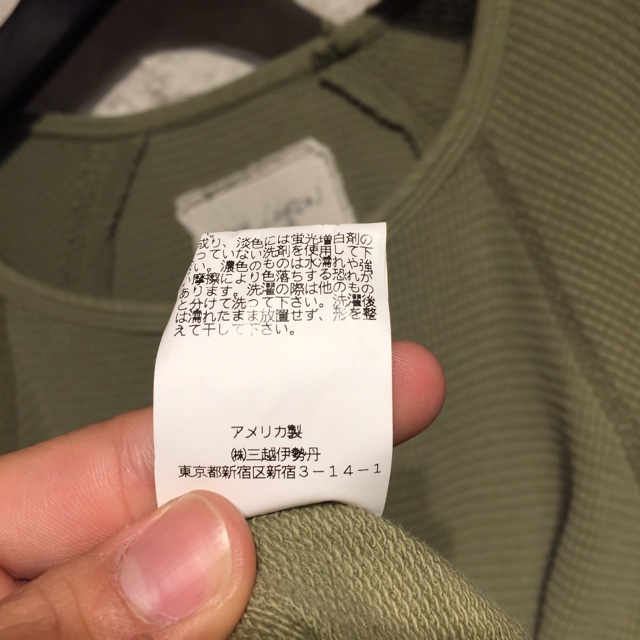 成り、淡色には蛍光増白剤の
っていない洗剤を使用して下
い。濃色のものは水濡れや強
い摩擦により色落ちする恐れが
あります。洗濯の際は他のもの
と分けて洗って下さい。洗濯後
は濡れたまま放置せず、形を整
えて干して下さい。
アメリカ製
㈱三越伊勢丹
東京都新宿区新宿3-14-1